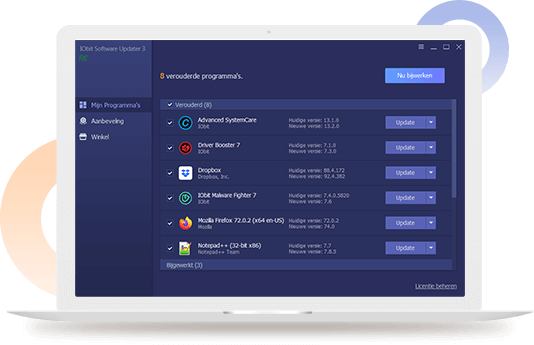 IObit Software Updater 3
8 verouderde programma's.
Nu bijwerken
Mijn Programma's
Aanbeveling
Winkel
Verouderd (8)
Advanced SystemCare
IObit
Huidige versie: 13.1.0
Nieuwe versie: 13.2.0
Update
Driver Booster 7
IObit
Huidige versie: 7.1.0
Nieuwe versie: 7.3.0
Update
Dropbox
Dropbox, Inc.
Huidige versie: 88.4.172
Nieuwe versie: 92.4.382
Update
IObit Malware Fighter 7
IObit
Huidige versie: 7.4.0.5820
Nieuwe versie: 7.6
Update
Mozilla Firefox 72.0.2 (x64 en-US)
Mozilla
Huidige versie: 72.0.2
Nieuwe versie: 74.0
Update
Notepad++ (32-bit x86)
Notepad++ Team
Huidige versie: 7.7
Nieuwe versie: 7.8.5
Update
Bijgewerkt (3)
Licentie beheren